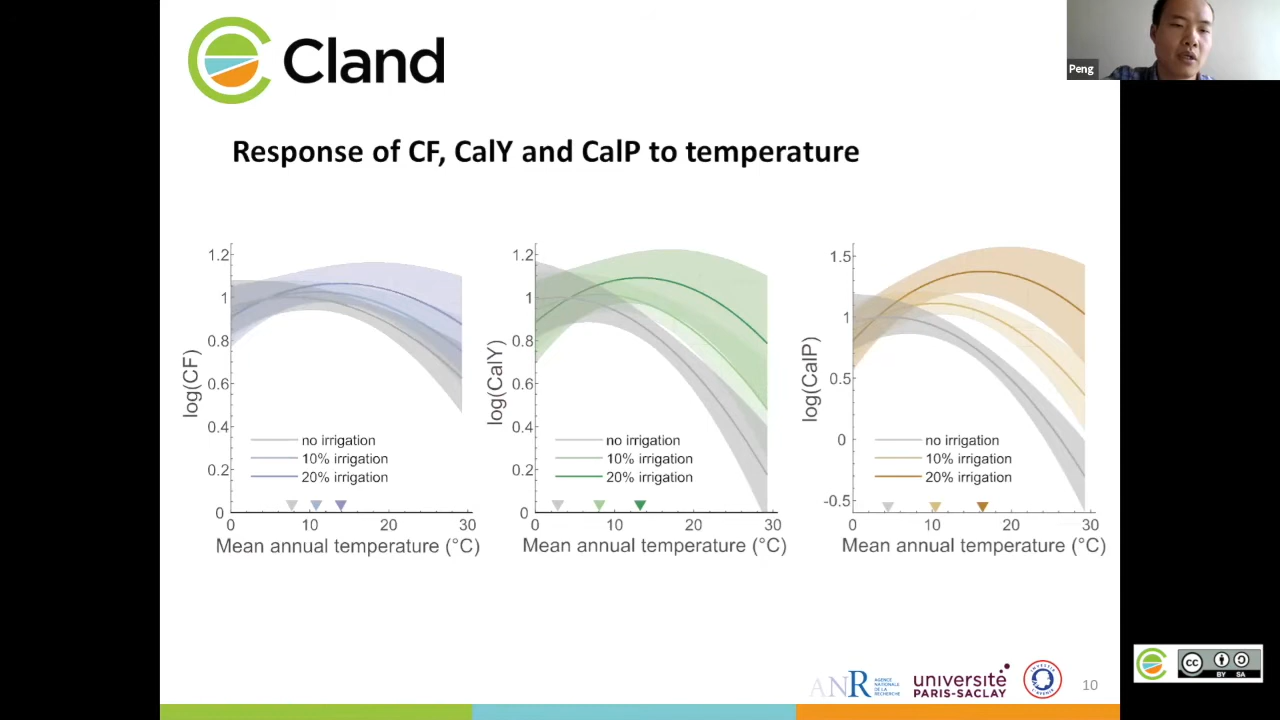 Cland
Peng
Response of CF, CalY and CalP to temperature
log(CF)
1.2
1
0.8
0.6
0.4
0.2
0
no irrigation
10% irrigation
20% irrigation
0
10
20
30
Mean annual temperature (°C)
log(CalY)
1.2
1
0.8
0.6
0.4
0.2
0
no irrigation
10% irrigation
20% irrigation
0
10
20
30
Mean annual temperature (°C)
log(CalP)
1.5
1
0.5
0
-0.5
no irrigation
10% irrigation
20% irrigation
0
10
20
30
Mean annual temperature (°C)
ANR
AGENCE
NATIONALE
DE LA
RECHERCHE
université
PARIS-SACLAY
10
CC
BY SA